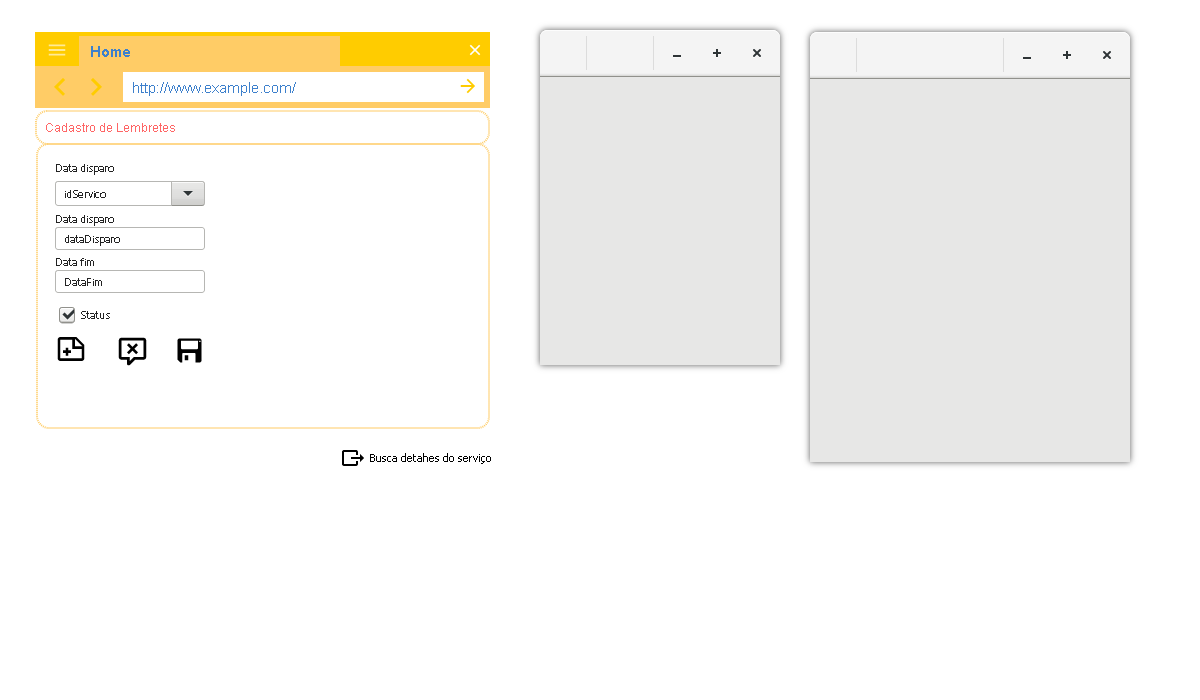 Home
http://www.example.com/
Cadastro de Lembretes
Data disparo
idServico
Data disparo
dataDisparo
Data fim
DataFim
Status
Busca detahes do serviço